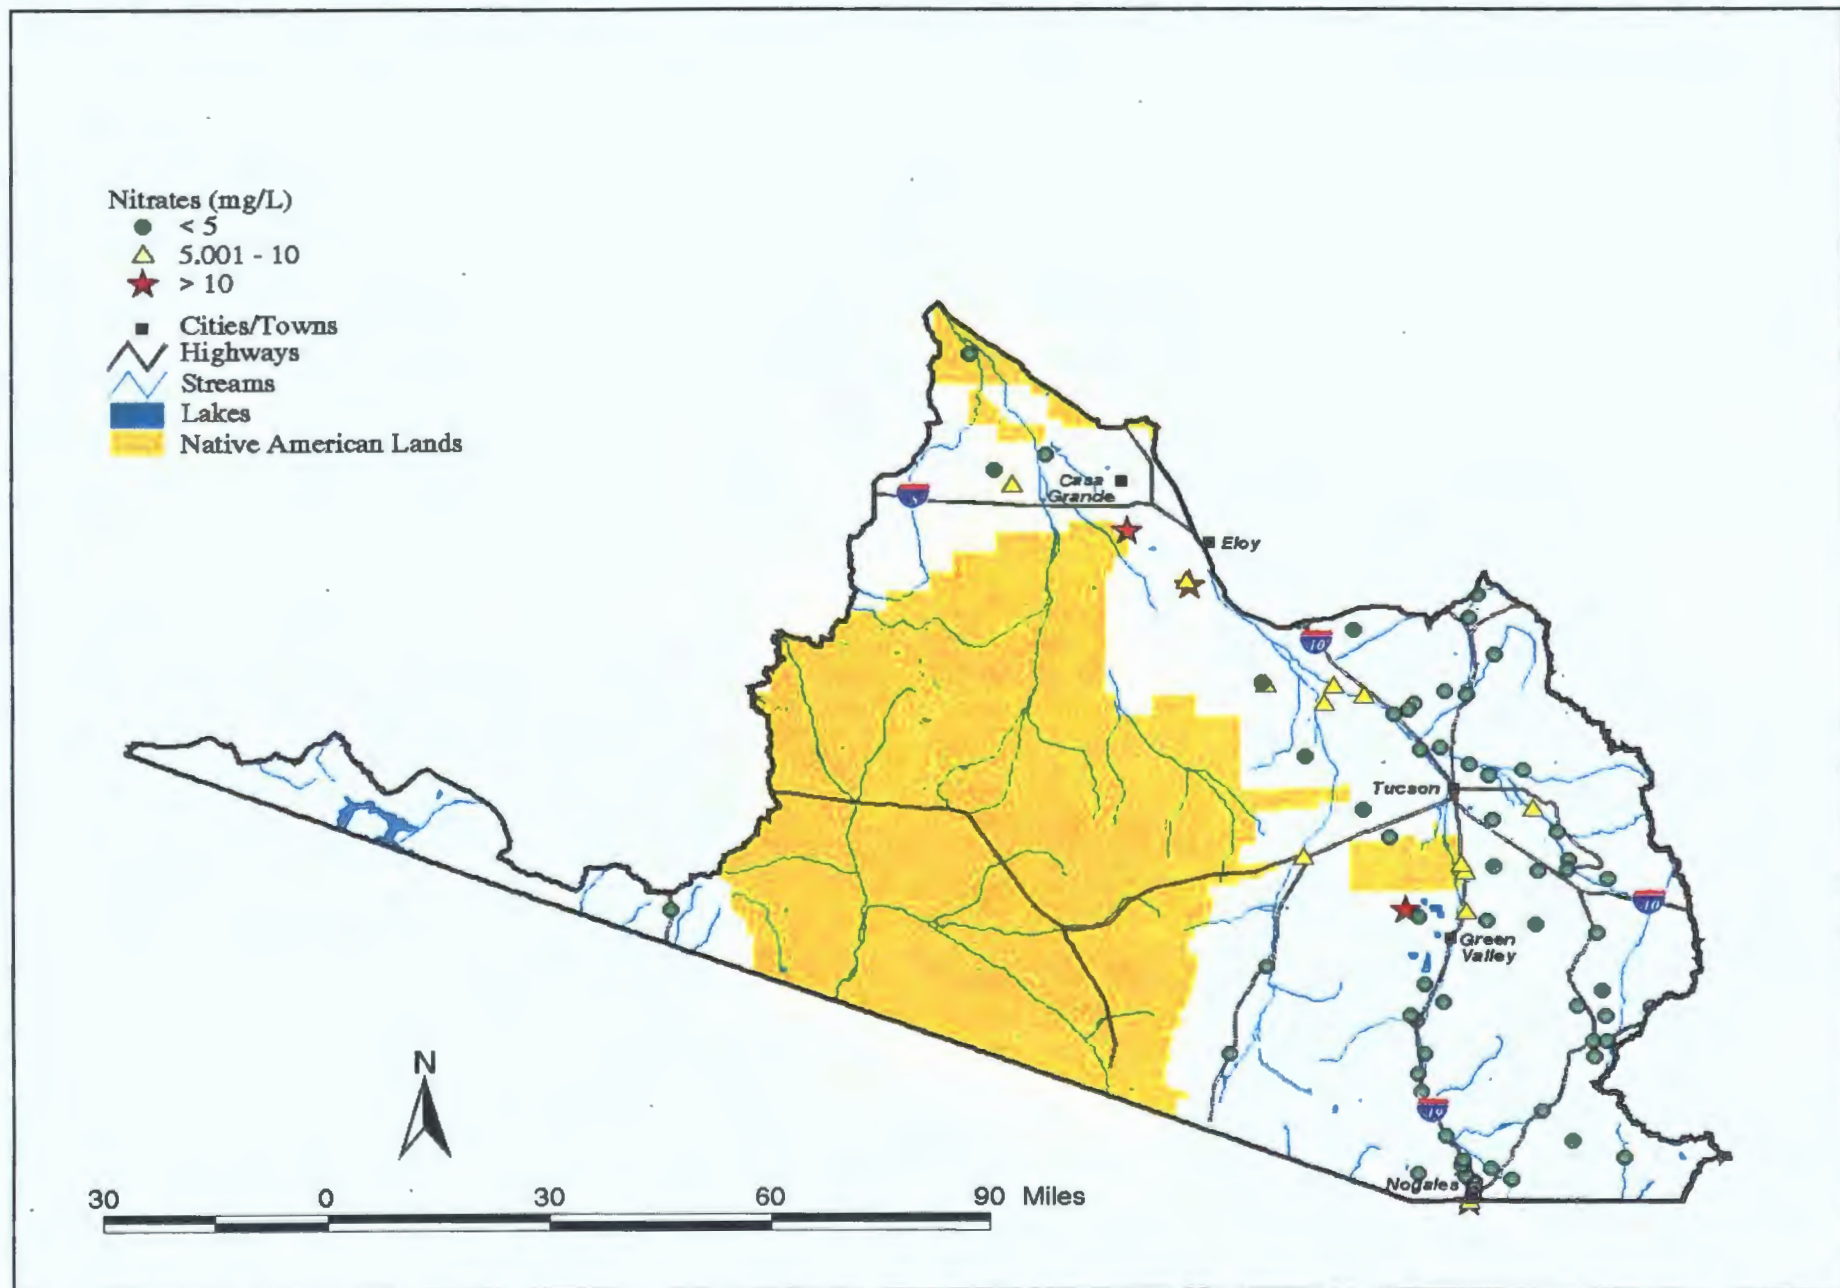 Nitrates (mg/L)
< 5
5.001 - 10
> 10
Cities/Towns
Highways
Streams
Lakes
Native American Lands
Casa
Grande
Eloy
10
Tucson
10
Green
Valley
19
Nogales
N
30 0 30 60 90 Miles